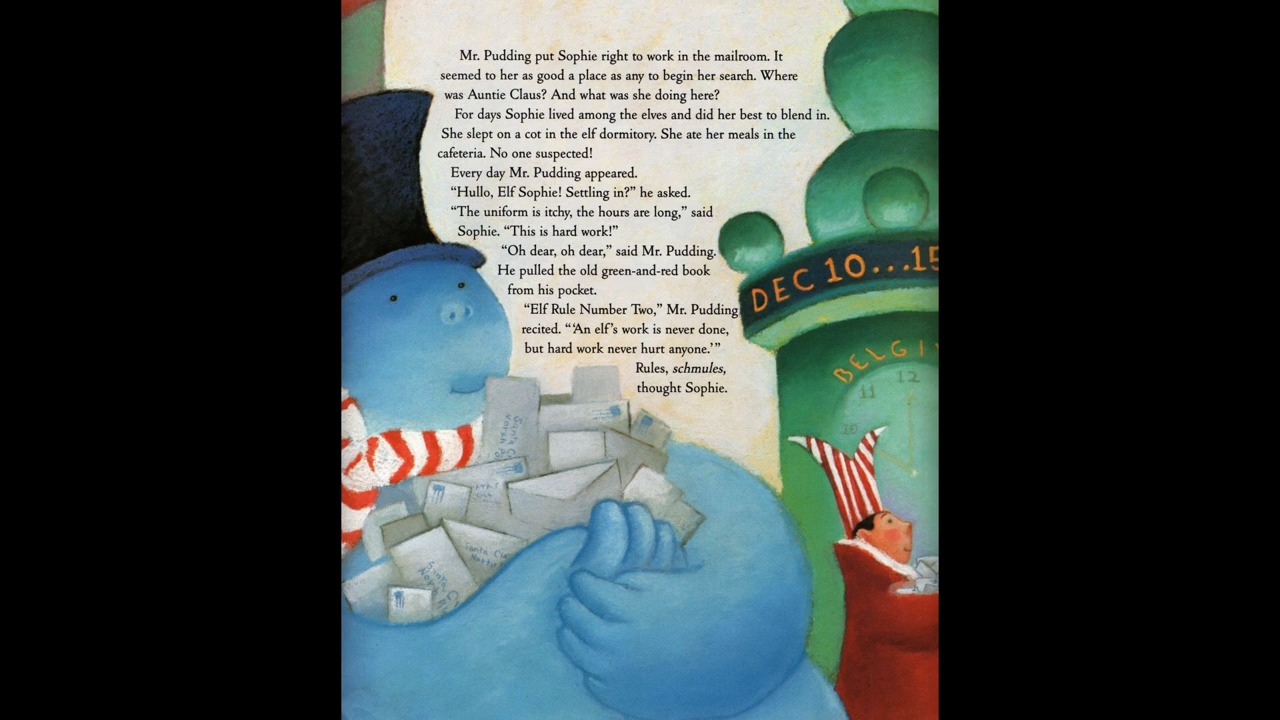 Mr. Pudding put Sophie right to work in the mailroom. It
seemed to her as good a place as any to begin her search. Where
was Auntie Claus? And what was she doing here?
For days Sophie lived among the elves and did her best to blend in.
She slept on a cot in the elf dormitory. She ate her meals in the
cafeteria. No one suspected!
Every day Mr. Pudding appeared.
“Hullo, Elf Sophie! Settling in?” he asked.
“The uniform is itchy, the hours are long,” said
Sophie. “This is hard work!”
“Oh dear, oh dear,” said Mr. Pudding.
He pulled the old green-and-red book
from his pocket.
“Elf Rule Number Two,” Mr. Pudding
recited. “‘An elf’s work is never done,
but hard work never hurt anyone.’”
Rules, schmules,
thought Sophie.
DEC 10...15
BELGI
12
11
10
Santa
Santa